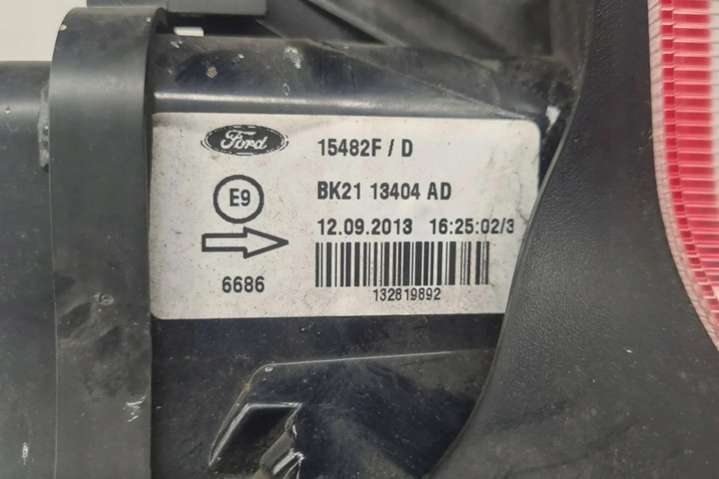 Ford
15482F / D
E9
BK21 13404 AD
12.09.2013 16:25:02/3
6686
132819892